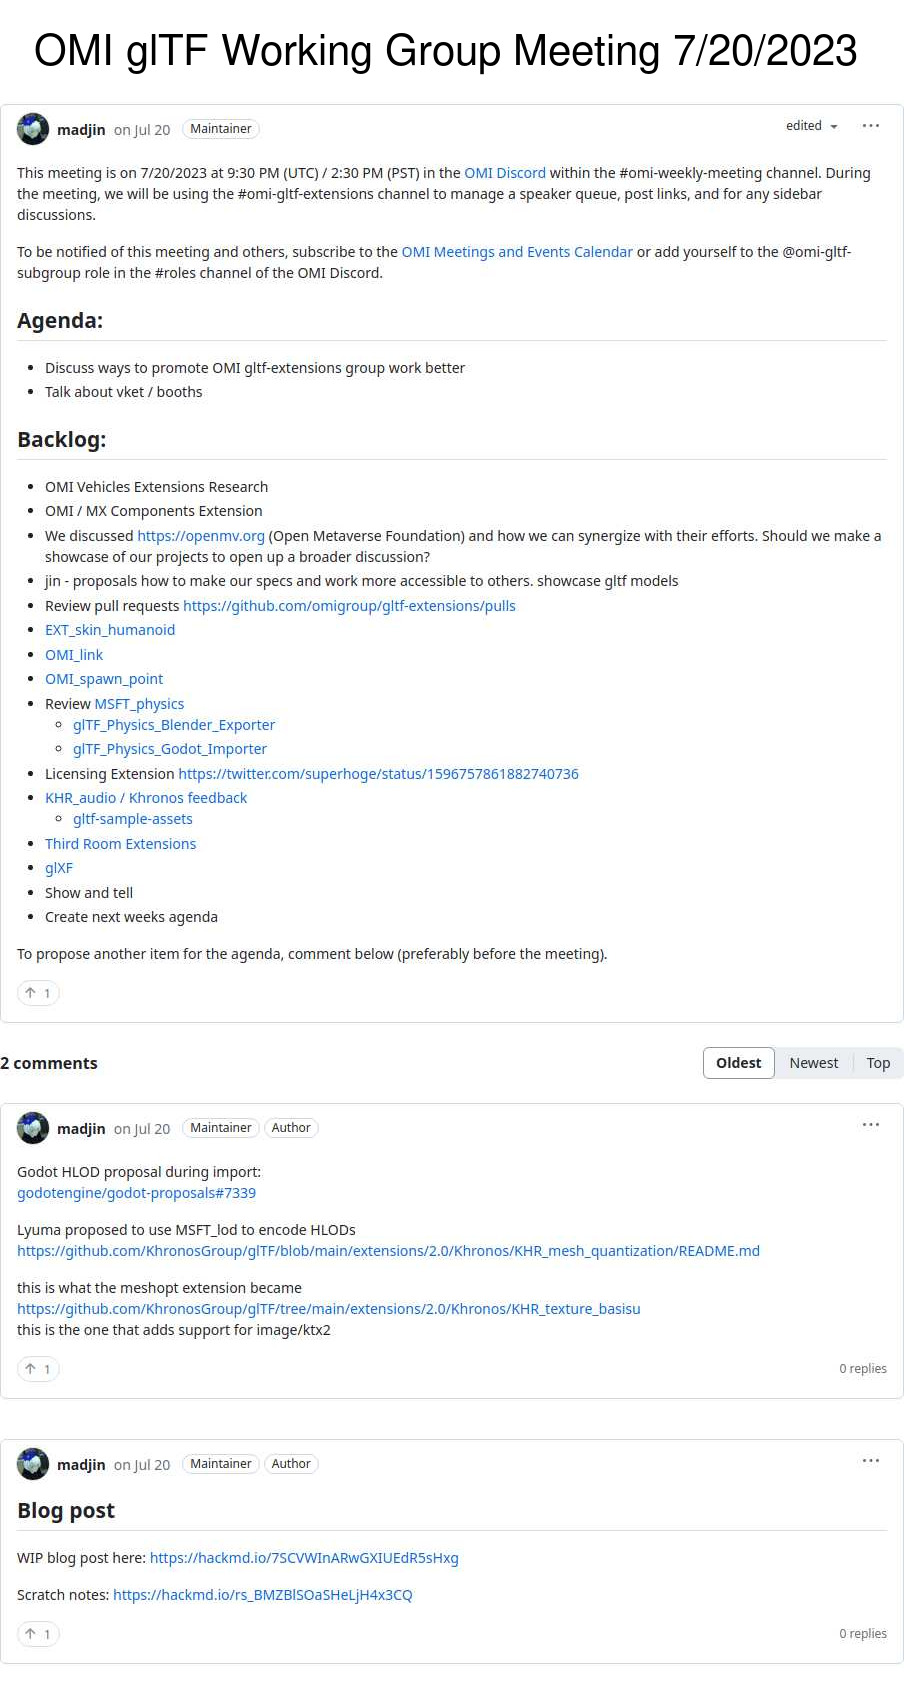 OMI glTF Working Group Meeting 7/20/2023
madjin on Jul 20 Maintainer edited
This meeting is on 7/20/2023 at 9:30 PM (UTC) / 2:30 PM (PST) in the OMI Discord within the #omi-weekly-meeting channel. During
the meeting, we will be using the #omi-gltf-extensions channel to manage a speaker queue, post links, and for any sidebar
discussions.
To be notified of this meeting and others, subscribe to the OMI Meetings and Events Calendar or add yourself to the @omi-gltf-
subgroup role in the #roles channel of the OMI Discord.
Agenda:
Discuss ways to promote OMI gltf-extensions group work better
Talk about vket / booths
Backlog:
OMI Vehicles Extensions Research
OMI / MX Components Extension
We discussed https://openmv.org (Open Metaverse Foundation) and how we can synergize with their efforts. Should we make a
showcase of our projects to open up a broader discussion?
jin - proposals how to make our specs and work more accessible to others. showcase gltf models
Review pull requests https://github.com/omigroup/gltf-extensions/pulls
EXT_skin_humanoid
OMI_link
OMI_spawn_point
Review MSFT_physics
glTF_Physics_Blender_Exporter
glTF_Physics_Godot_Importer
Licensing Extension https://twitter.com/superhoge/status/1596757861882740736
KHR_audio / Khronos feedback
gltf-sample-assets
Third Room Extensions
glXF
Show and tell
Create next weeks agenda
To propose another item for the agenda, comment below (preferably before the meeting).
↑ 1
2 comments Oldest Newest Top
madjin on Jul 20 Maintainer Author
Godot HLOD proposal during import:
godotengine/godot-proposals#7339
Lyuma proposed to use MSFT_lod to encode HLODs
https://github.com/KhronosGroup/glTF/blob/main/extensions/2.0/Khronos/KHR_mesh_quantization/README.md
this is what the meshopt extension became
https://github.com/KhronosGroup/glTF/tree/main/extensions/2.0/Khronos/KHR_texture_basisu
this is the one that adds support for image/ktx2
↑ 1 0 replies
madjin on Jul 20 Maintainer Author
Blog post
WIP blog post here: https://hackmd.io/7SCVWInARwGXIUEdR5sHxg
Scratch notes: https://hackmd.io/rs_BMZBlSOaSHeLjH4x3CQ
↑ 1 0 replies